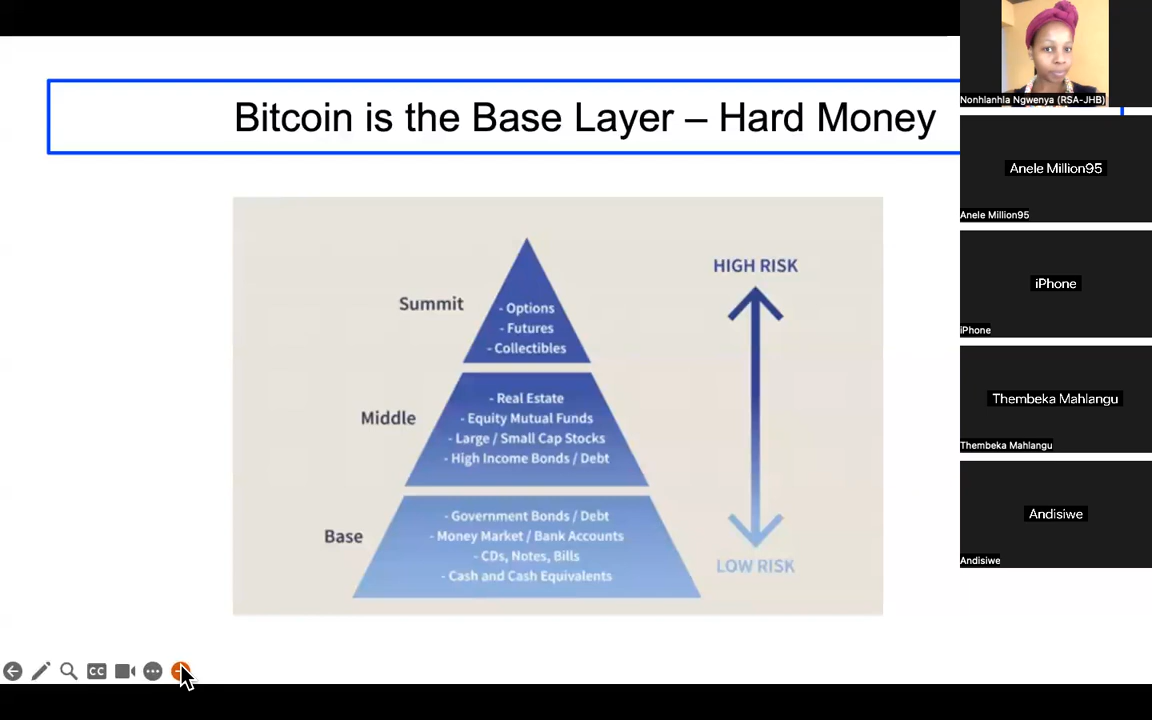 Bitcoin is the Base Layer – Hard Money
Summit
- Options
- Futures
- Collectibles
Middle
- Real Estate
- Equity Mutual Funds
- Large / Small Cap Stocks
- High Income Bonds / Debt
Base
- Government Bonds / Debt
- Money Market / Bank Accounts
- CDs, Notes, Bills
- Cash and Cash Equivalents
HIGH RISK
LOW RISK
Nonhlanhla Ngwenya (RSA-JHB)
Anele Million95
Anele Million95
iPhone
iPhone
Thembeka Mahlangu
Thembeka Mahlangu
Andisiwe
Andisiwe
CC